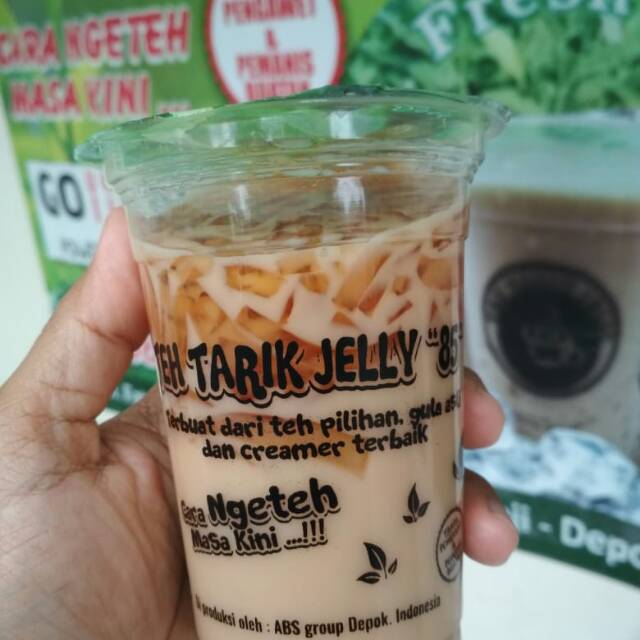 PENGAWET
&
PEMANIS
CARA NGETEH
MASA KINI ...
Fresh
GO
TEH TARIK JELLY "85"
Terbuat dari teh pilihan, gula asli
dan creamer terbaik
Cara Ngeteh
Masa Kini ...!!!
Di produksi oleh : ABS group Depok. Indonesia